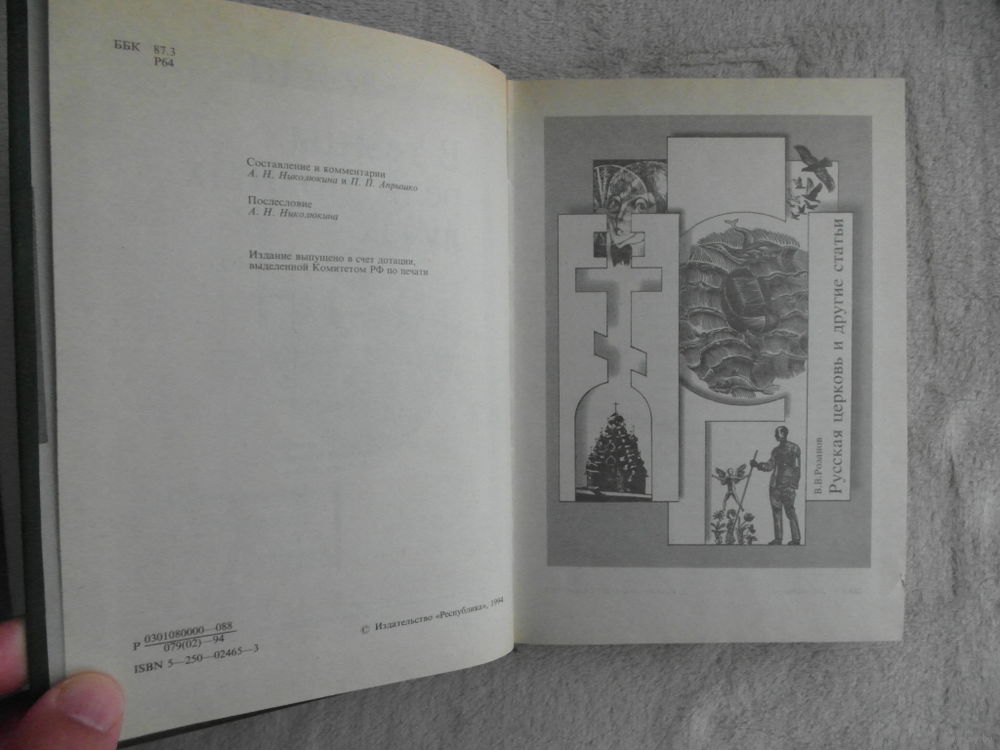 ББК 87.3
Р64
Составление и комментарии
А. Н. Николюкина и П. П. Апрышко
Послесловие
А. Н. Николюкина
Издание выпущено в счет дотации,
выделенной Комитетом РФ по печати
Р 0301080000—088
079(02)—94
ISBN 5—250—02465—3
© Издательство «Республика», 1994
В.В.Розанов
Русская церковь и другие статьи